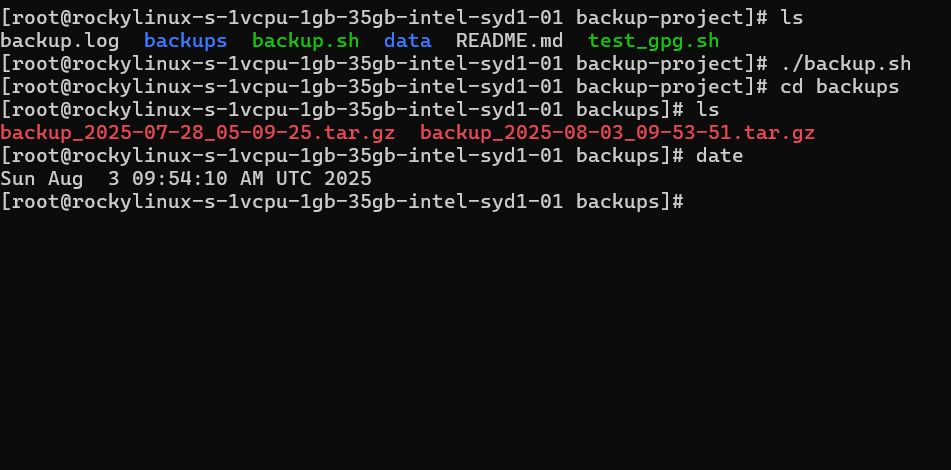 [root@rockylinux-s-1vcpu-1gb-35gb-intel-syd1-01 backup-project]# ls
backup.log  backups  backup.sh  data  README.md  test_gpg.sh
[root@rockylinux-s-1vcpu-1gb-35gb-intel-syd1-01 backup-project]# ./backup.sh
[root@rockylinux-s-1vcpu-1gb-35gb-intel-syd1-01 backup-project]# cd backups
[root@rockylinux-s-1vcpu-1gb-35gb-intel-syd1-01 backups]# ls
backup_2025-07-28_05-09-25.tar.gz  backup_2025-08-03_09-53-51.tar.gz
[root@rockylinux-s-1vcpu-1gb-35gb-intel-syd1-01 backups]# date
Sun Aug  3 09:54:10 AM UTC 2025
[root@rockylinux-s-1vcpu-1gb-35gb-intel-syd1-01 backups]#